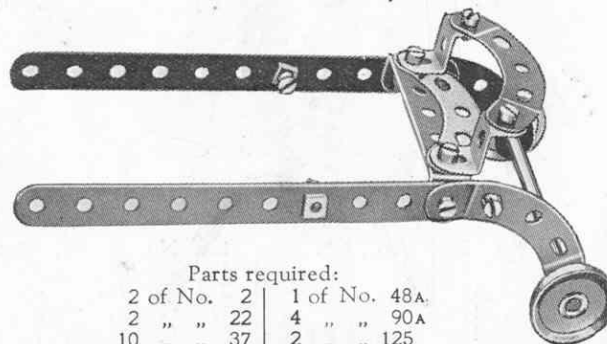 Parts required:
2 of No. 2 | 1 of No. 48A
2 „ „ 22 | 4 „ „ 90A
10 „ „ 37 | 2 „ „ 125